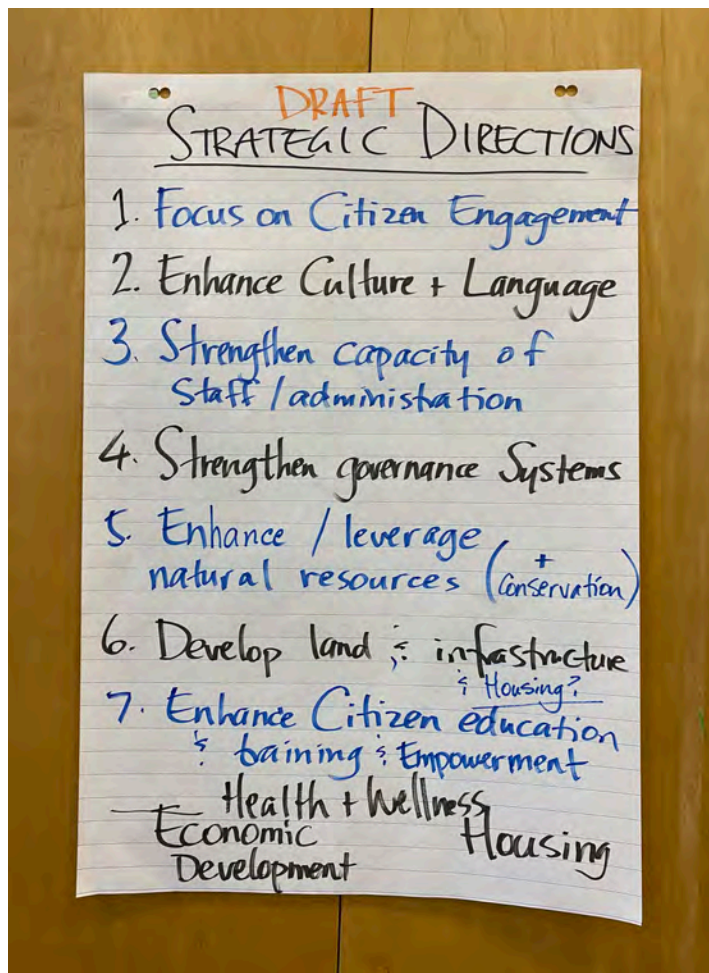 DRAFT
STRATEGIC DIRECTIONS
1. Focus on Citizen Engagement
2. Enhance Culture + Language
3. Strengthen capacity of
Staff / administration
4. Strengthen governance Systems
5. Enhance / leverage
natural resources (+ Conservation)
6. Develop land & infrastructure
& Housing?
7. Enhance Citizen education
& training & Empowerment
Health + Wellness
Economic
Development
Housing